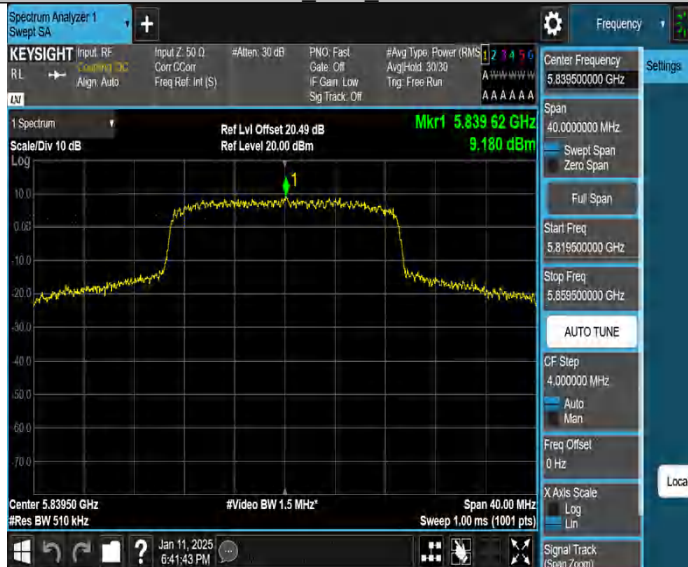 Spectrum Analyzer 1
Swept SA
+
Frequency
KEYSIGHT
RL
Input: RF
Coupling: DC
Align: Auto
Input Z: 50 Ω
Corr CCorr
Freq Ref: Int (S)
#Atten: 30 dB
PNO: Fast
Gate: Off
IF Gain: Low
Sig Track: Off
#Avg Type: Power (RMS
Avg|Hold: 30/30
Trig: Free Run
1 2 3 4 5 6
A W W W W W
A A A A A A
LXI
1 Spectrum
Scale/Div 10 dB
Log
Ref Lvl Offset 20.49 dB
Ref Level 20.00 dBm
Mkr1 5.839 62 GHz
9.180 dBm
1
10.0
0.00
-10.0
-20.0
-30.0
-40.0
-50.0
-60.0
-70.0
Center 5.83950 GHz
#Res BW 510 kHz
#Video BW 1.5 MHz*
Span 40.00 MHz
Sweep 1.00 ms (1001 pts)
?
Jan 11, 2025
6:41:43 PM
Center Frequency
5.839500000 GHz
Settings
Span
40.0000000 MHz
Swept Span
Zero Span
Full Span
Start Freq
5.819500000 GHz
Stop Freq
5.859500000 GHz
AUTO TUNE
CF Step
4.000000 MHz
Auto
Man
Freq Offset
0 Hz
X Axis Scale
Log
Lin
Loca
Signal Track
(Span Zoom)